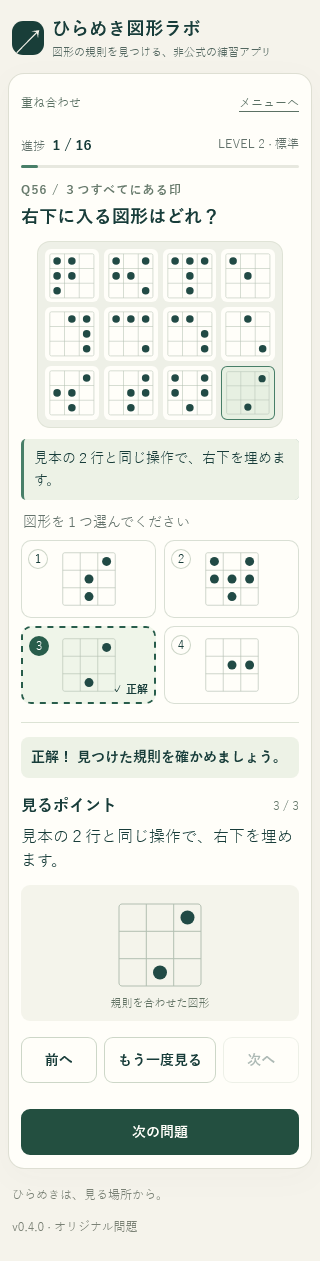 ひらめき図形ラボ
図形の規則を見つける、非公式の練習アプリ
重ね合わせ
メニューへ
進捗 1 / 16
LEVEL 2 · 標準
Q56 / 3つすべてにある印
右下に入る図形はどれ？
見本の2行と同じ操作で、右下を埋めま
す。
図形を1つ選んでください
1
2
3
✓ 正解
4
正解！ 見つけた規則を確かめましょう。
見るポイント
3 / 3
見本の2行と同じ操作で、右下を埋め
ます。
規則を合わせた図形
前へ
もう一度見る
次へ
次の問題
ひらめきは、見る場所から。
v0.4.0 · オリジナル問題